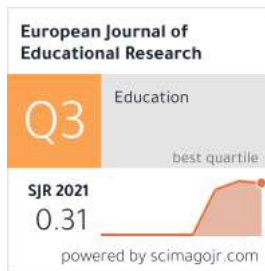 European Journal of
Educational Research
Q3
Education
best quartile
SJR 2021
0.31
powered by scimagojr.com